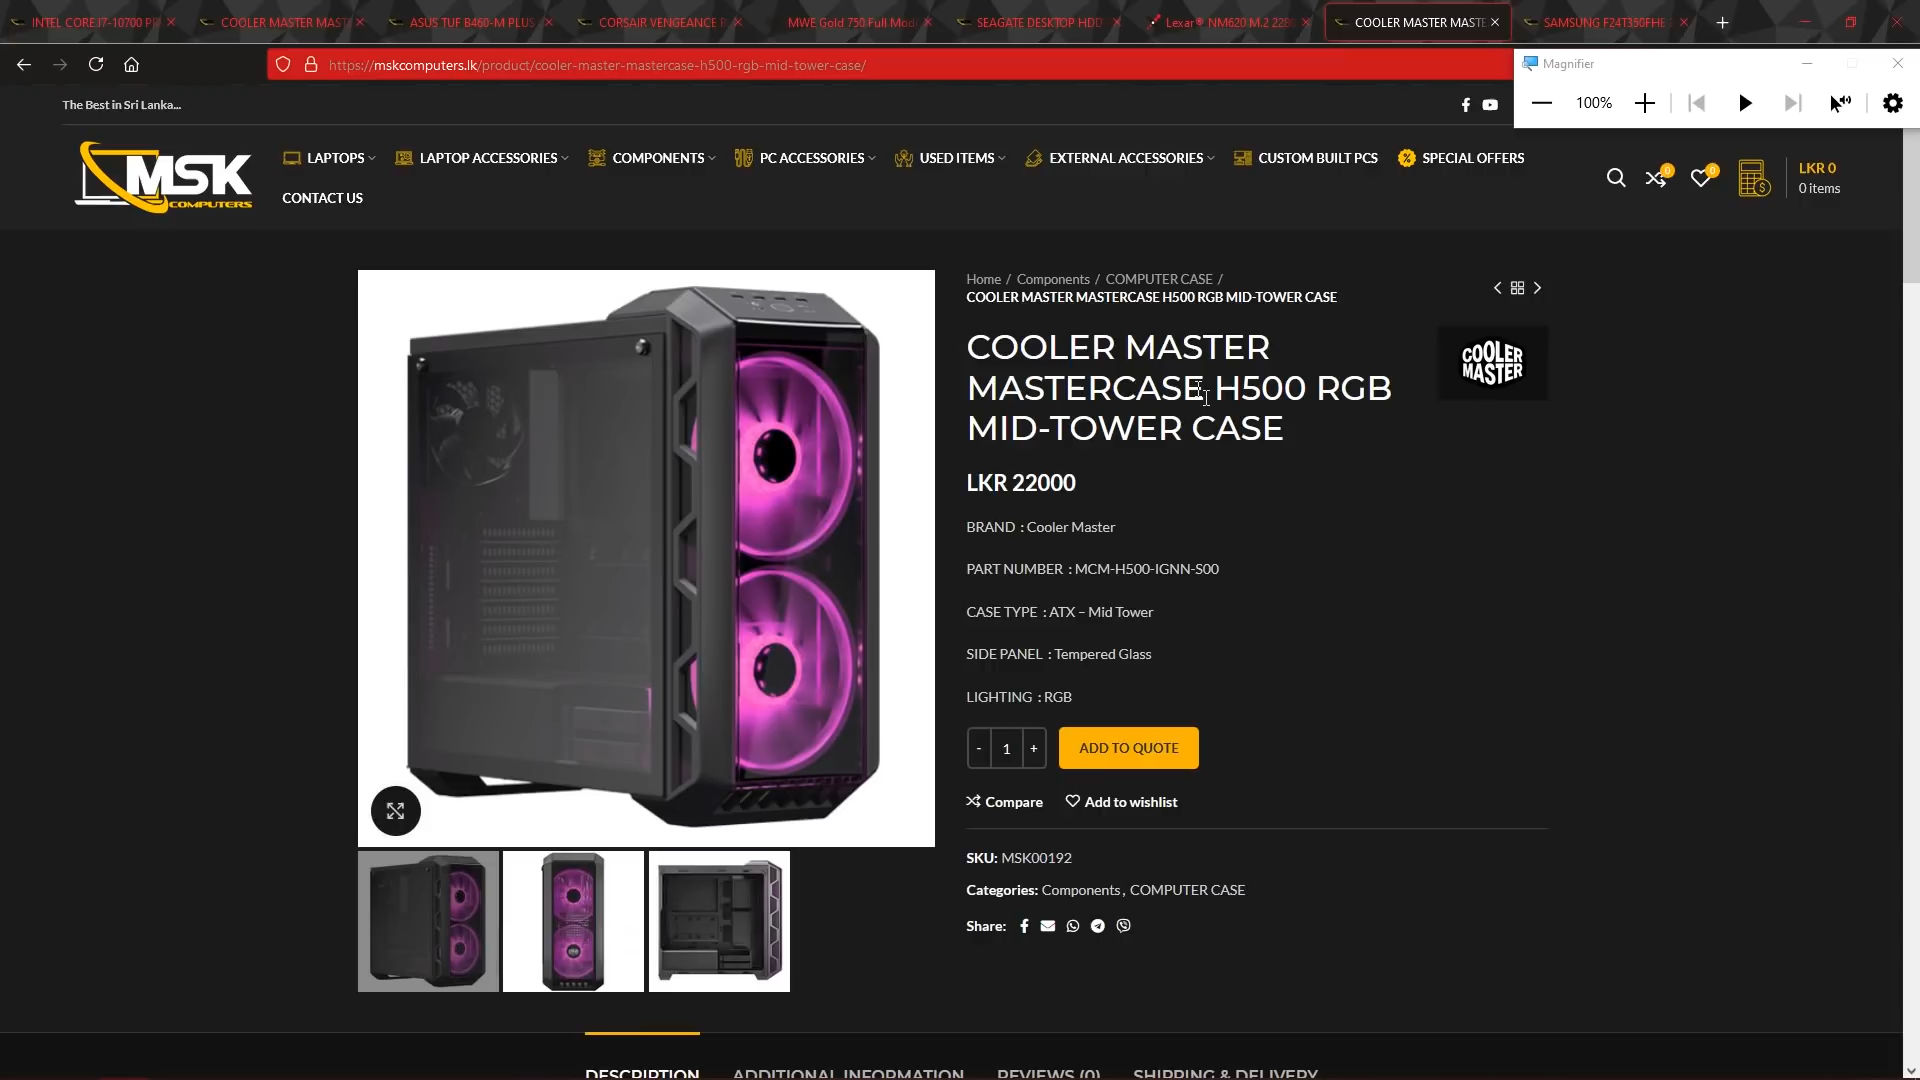 INTEL CORE I7-10700 PR
COOLER MASTER MAST
ASUS TUF B460-M PLUS
CORSAIR VENGEANCE
MWE Gold 750 Full Mod
SEAGATE DESKTOP HDD
Lexar® NM620 M.2 2280
COOLER MASTER MASTE
SAMSUNG F24T350FHE
https://mskcomputers.lk/product/cooler-master-mastercase-h500-rgb-mid-tower-case/
Magnifier
100%
The Best in Sri Lanka...
MSK
COMPUTERS
LAPTOPS
LAPTOP ACCESSORIES
COMPONENTS
PC ACCESSORIES
USED ITEMS
EXTERNAL ACCESSORIES
CUSTOM BUILT PCS
SPECIAL OFFERS
CONTACT US
0
0
LKR 0
0 items
Home / Components / COMPUTER CASE /
COOLER MASTER MASTERCASE H500 RGB MID-TOWER CASE
COOLER MASTER
MASTERCASE H500 RGB
MID-TOWER CASE
COOLER
MASTER
LKR 22000
BRAND : Cooler Master
PART NUMBER : MCM-H500-IGNN-S00
CASE TYPE : ATX – Mid Tower
SIDE PANEL : Tempered Glass
LIGHTING : RGB
- 1 +
ADD TO QUOTE
Compare
Add to wishlist
SKU: MSK00192
Categories: Components, COMPUTER CASE
Share:
DESCRIPTION
ADDITIONAL INFORMATION
REVIEWS (0)
SHIPPING & DELIVERY